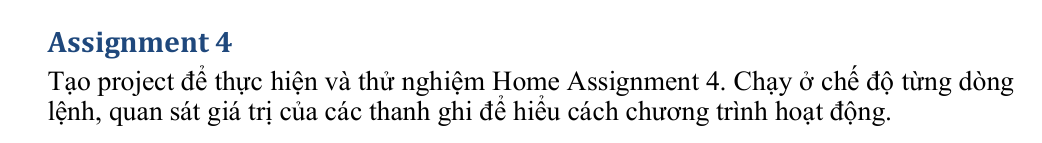 Assignment 4
Tạo project để thực hiện và thử nghiệm Home Assignment 4. Chạy ở chế độ từng dòng
lệnh, quan sát giá trị của các thanh ghi để hiểu cách chương trình hoạt động.